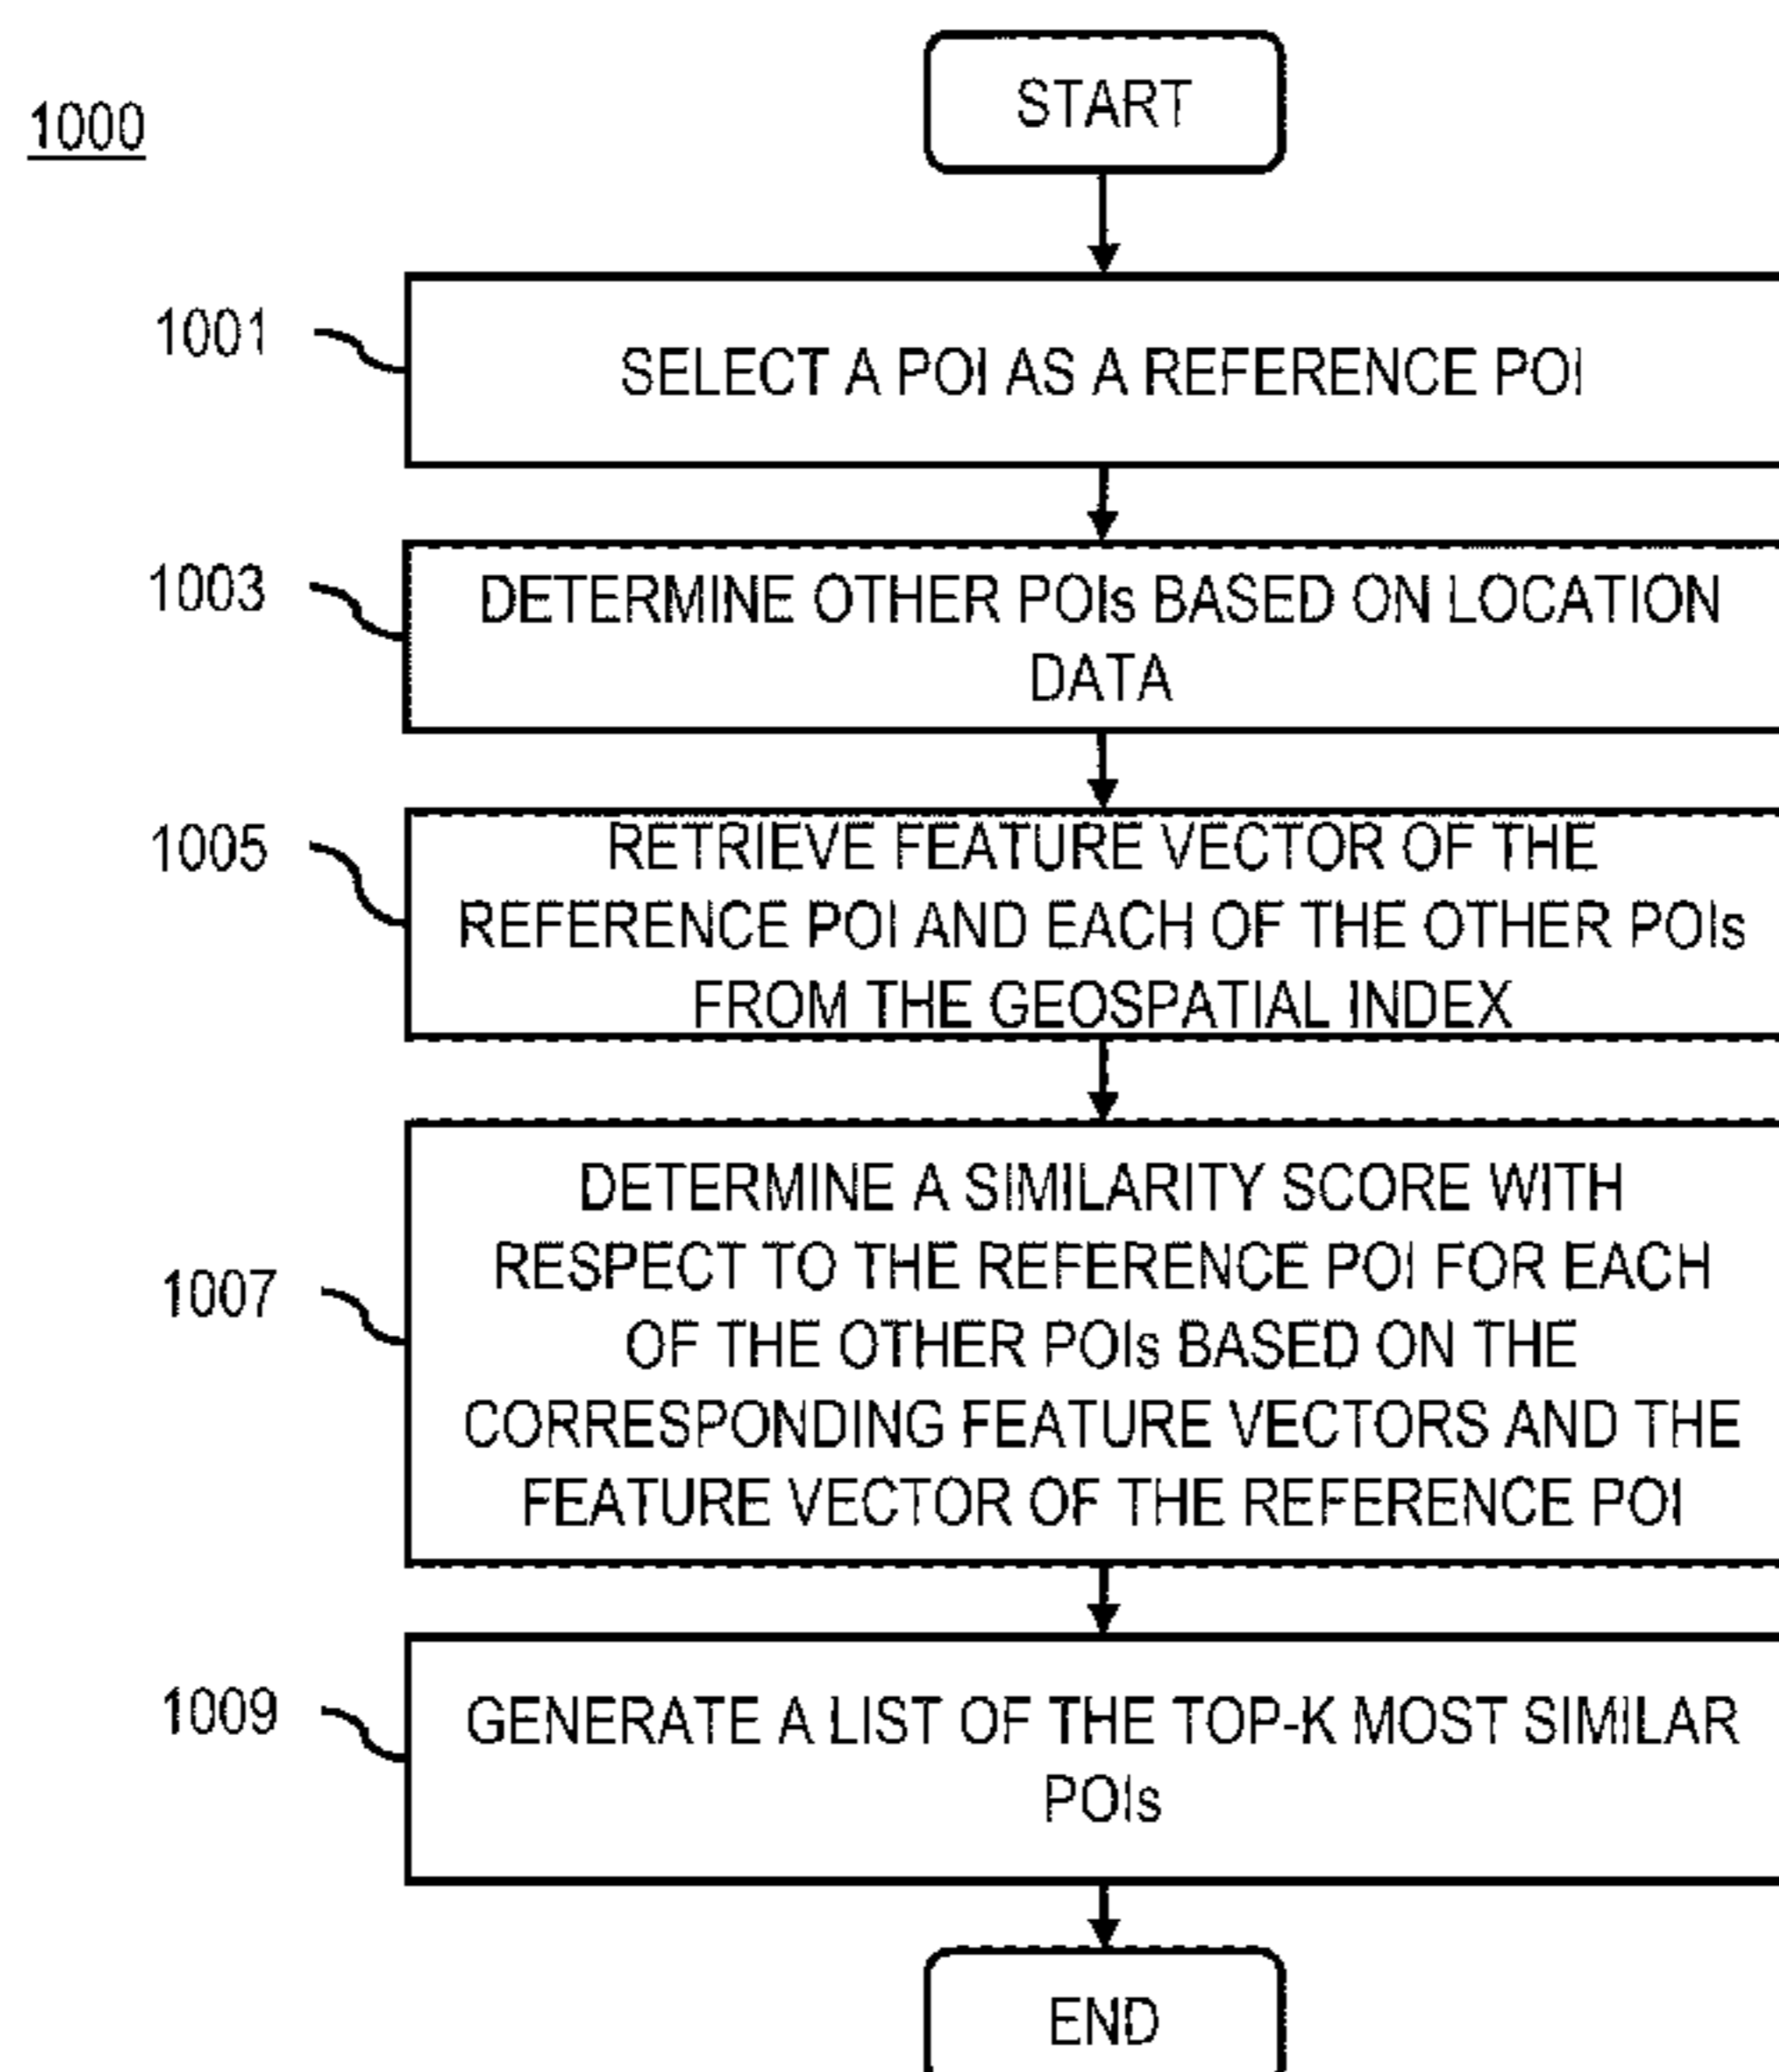 1000
START
1001
SELECT A POI AS A REFERENCE POI
1003
DETERMINE OTHER POIs BASED ON LOCATION
DATA
1005
RETRIEVE FEATURE VECTOR OF THE
REFERENCE POI AND EACH OF THE OTHER POIs
FROM THE GEOSPATIAL INDEX
1007
DETERMINE A SIMILARITY SCORE WITH
RESPECT TO THE REFERENCE POI FOR EACH
OF THE OTHER POIs BASED ON THE
CORRESPONDING FEATURE VECTORS AND THE
FEATURE VECTOR OF THE REFERENCE POI
1009
GENERATE A LIST OF THE TOP-K MOST SIMILAR
POIs
END